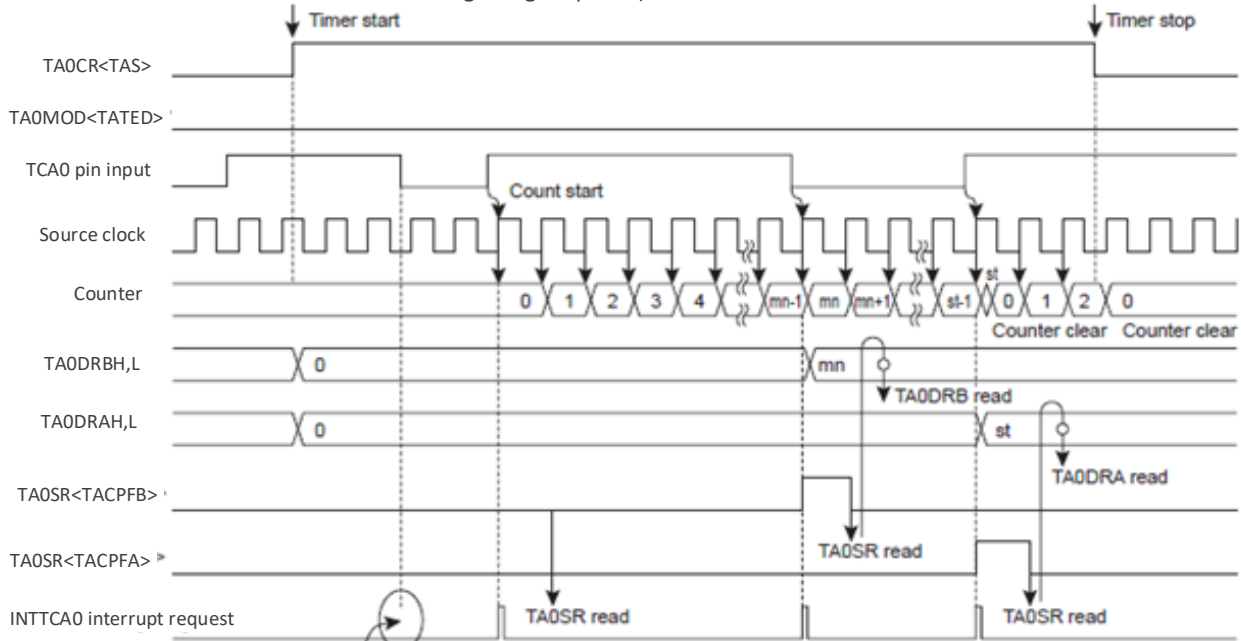 Timer start
Timer stop
TA0CR<TAS>
TA0MOD<TATED>
TCA0 pin input
Count start
Source clock
Counter
0 1 2 3 4 mn-1 mn mn+1 st-1 st 0 1 2 0
Counter clear Counter clear
TA0DRBH,L
0 mn
TA0DRB read
TA0DRAH,L
0 st
TA0DRA read
TA0SR<TACPFB>
TA0SR read
TA0SR<TACPFA>
INTTCA0 interrupt request
TA0SR read
TA0SR read